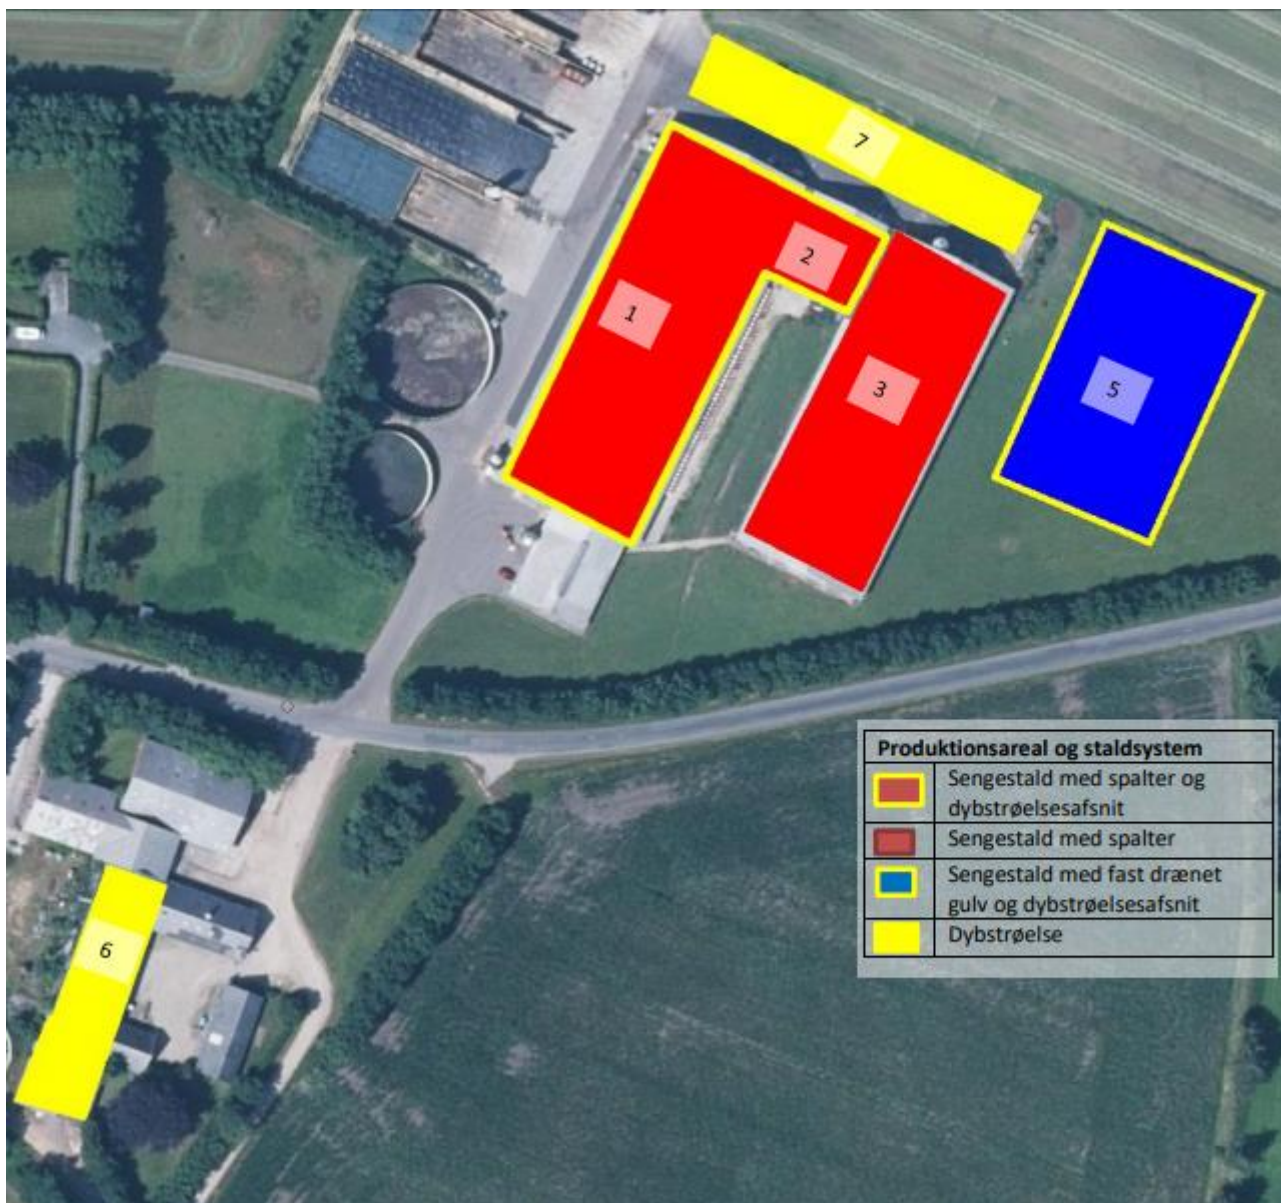 7
2
1
3
5
Produktionsareal og staldsystem
Sengestald med spalter og
dybstrøelsesafsnit
Sengestald med spalter
Sengestald med fast drænet
gulv og dybstrøelsesafsnit
Dybstrøelse
6